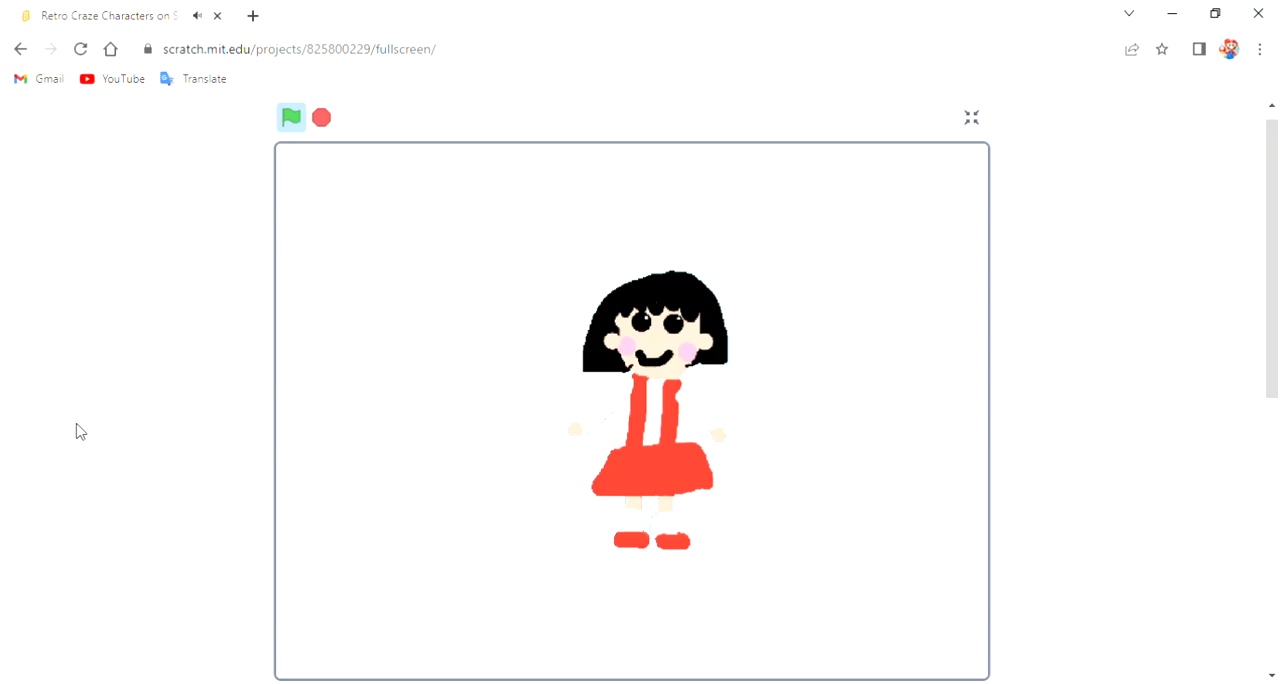 Retro Craze Characters on S
scratch.mit.edu/projects/825800229/fullscreen/
Gmail YouTube Translate